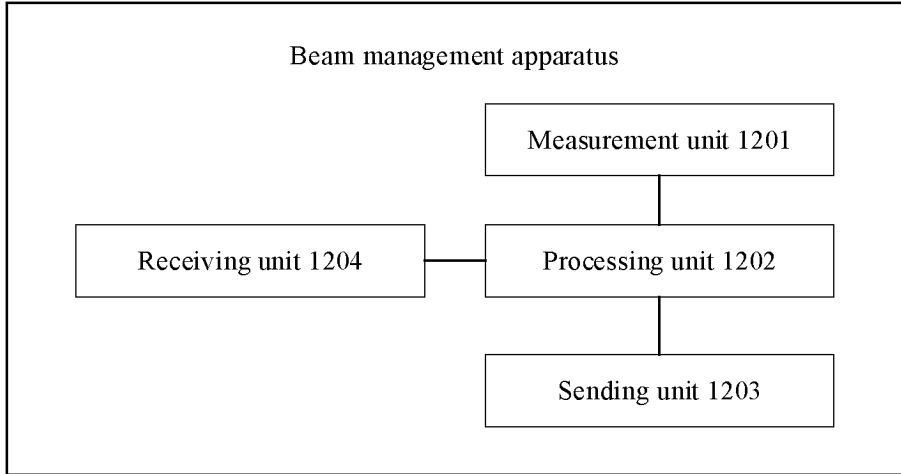 Beam management apparatus
Measurement unit 1201
Receiving unit 1204
Processing unit 1202
Sending unit 1203